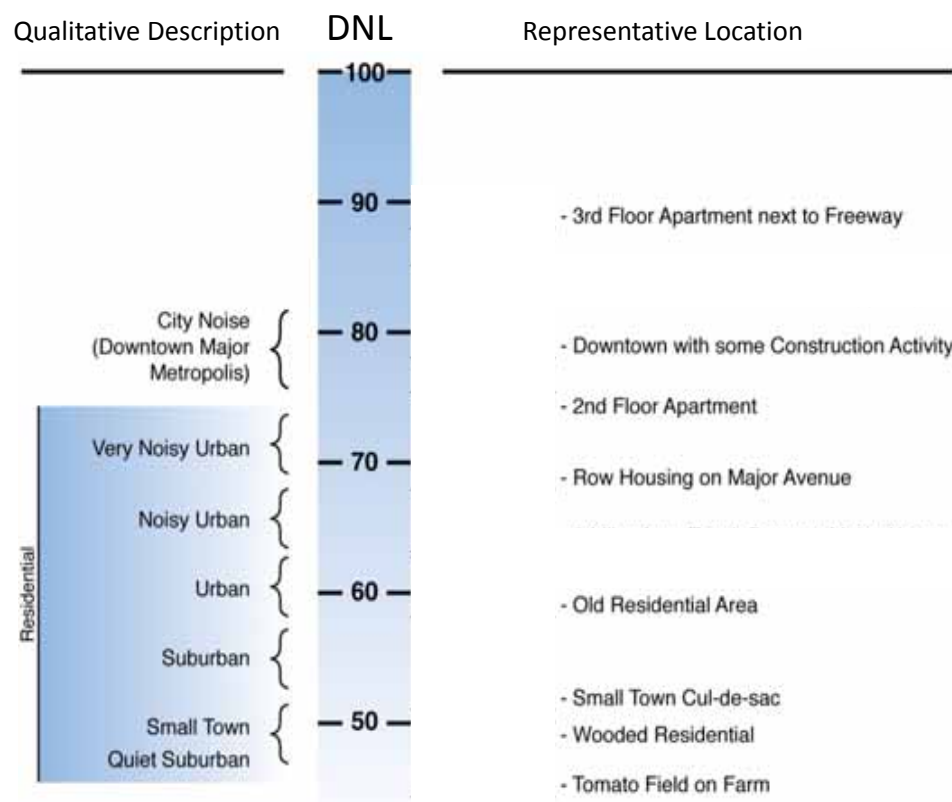 Qualitative Description DNL Representative Location
100
90
- 3rd Floor Apartment next to Freeway
City Noise
(Downtown Major
Metropolis)
80
- Downtown with some Construction Activity
- 2nd Floor Apartment
Very Noisy Urban
70
- Row Housing on Major Avenue
Noisy Urban
Residential
Urban
60
- Old Residential Area
Suburban
- Small Town Cul-de-sac
Small Town
50
- Wooded Residential
Quiet Suburban
- Tomato Field on Farm